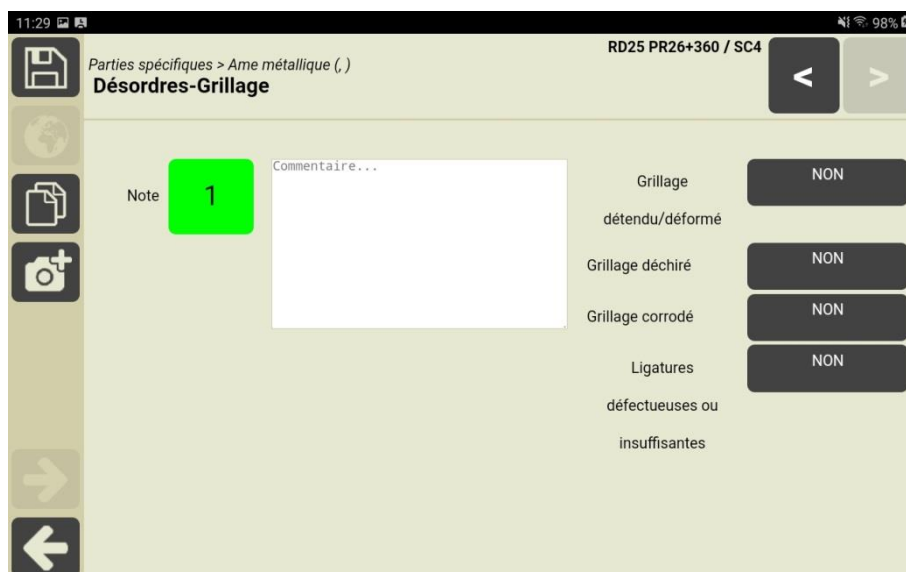 11:29 98%
RD25 PR26+360 / SC4
Parties spécifiques > Ame métallique (, )
Désordres-Grillage
< >
Note 1
Commentaire...
Grillage
détendu/déformé
NON
Grillage déchiré NON
Grillage corrodé NON
Ligatures
défectueuses ou
insuffisantes
NON